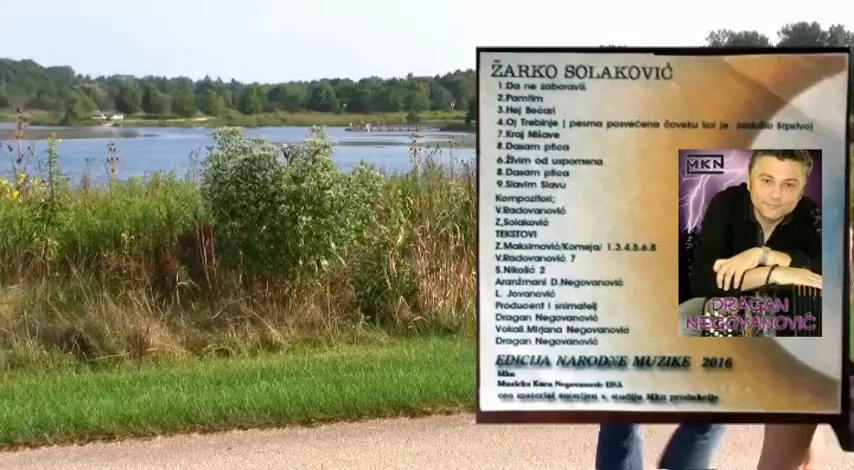 ŽARKO SOLAKOVIĆ
1.Da ne zaboraviš
2.Pamtim
3.Hej Bećari
4.Oj Trebinje ( pesma posvećena čoveku koi je zadužio Srpstvo)
7.Kraj Nišave
8.Dosam ptica
6.Živim od uspomena
8.Dosam ptica
9.Slavim Slavu
Kompozitori;
V.Radovanović
Z,Solaković
TEKSTOVI
Z.Maksimović/Korneja/ 1.3.4.5.6.8
V.Radovanović 7
S.Nikolić 2
Aranžmani D.Negovanović
L. Jovanović
Producent i snimatelj
Dragan Negovanović
Vokali.Mirjana Negovanović
Dragan Negovanović
EDICIJA NARODNE MUZIKE 2016
Mkn
Muzicka Kuca Negovanovic USA
ceo materijal snimljen u studiju Mkn produkcije
MKN
DRAGAN
NEGOVANOVIĆ